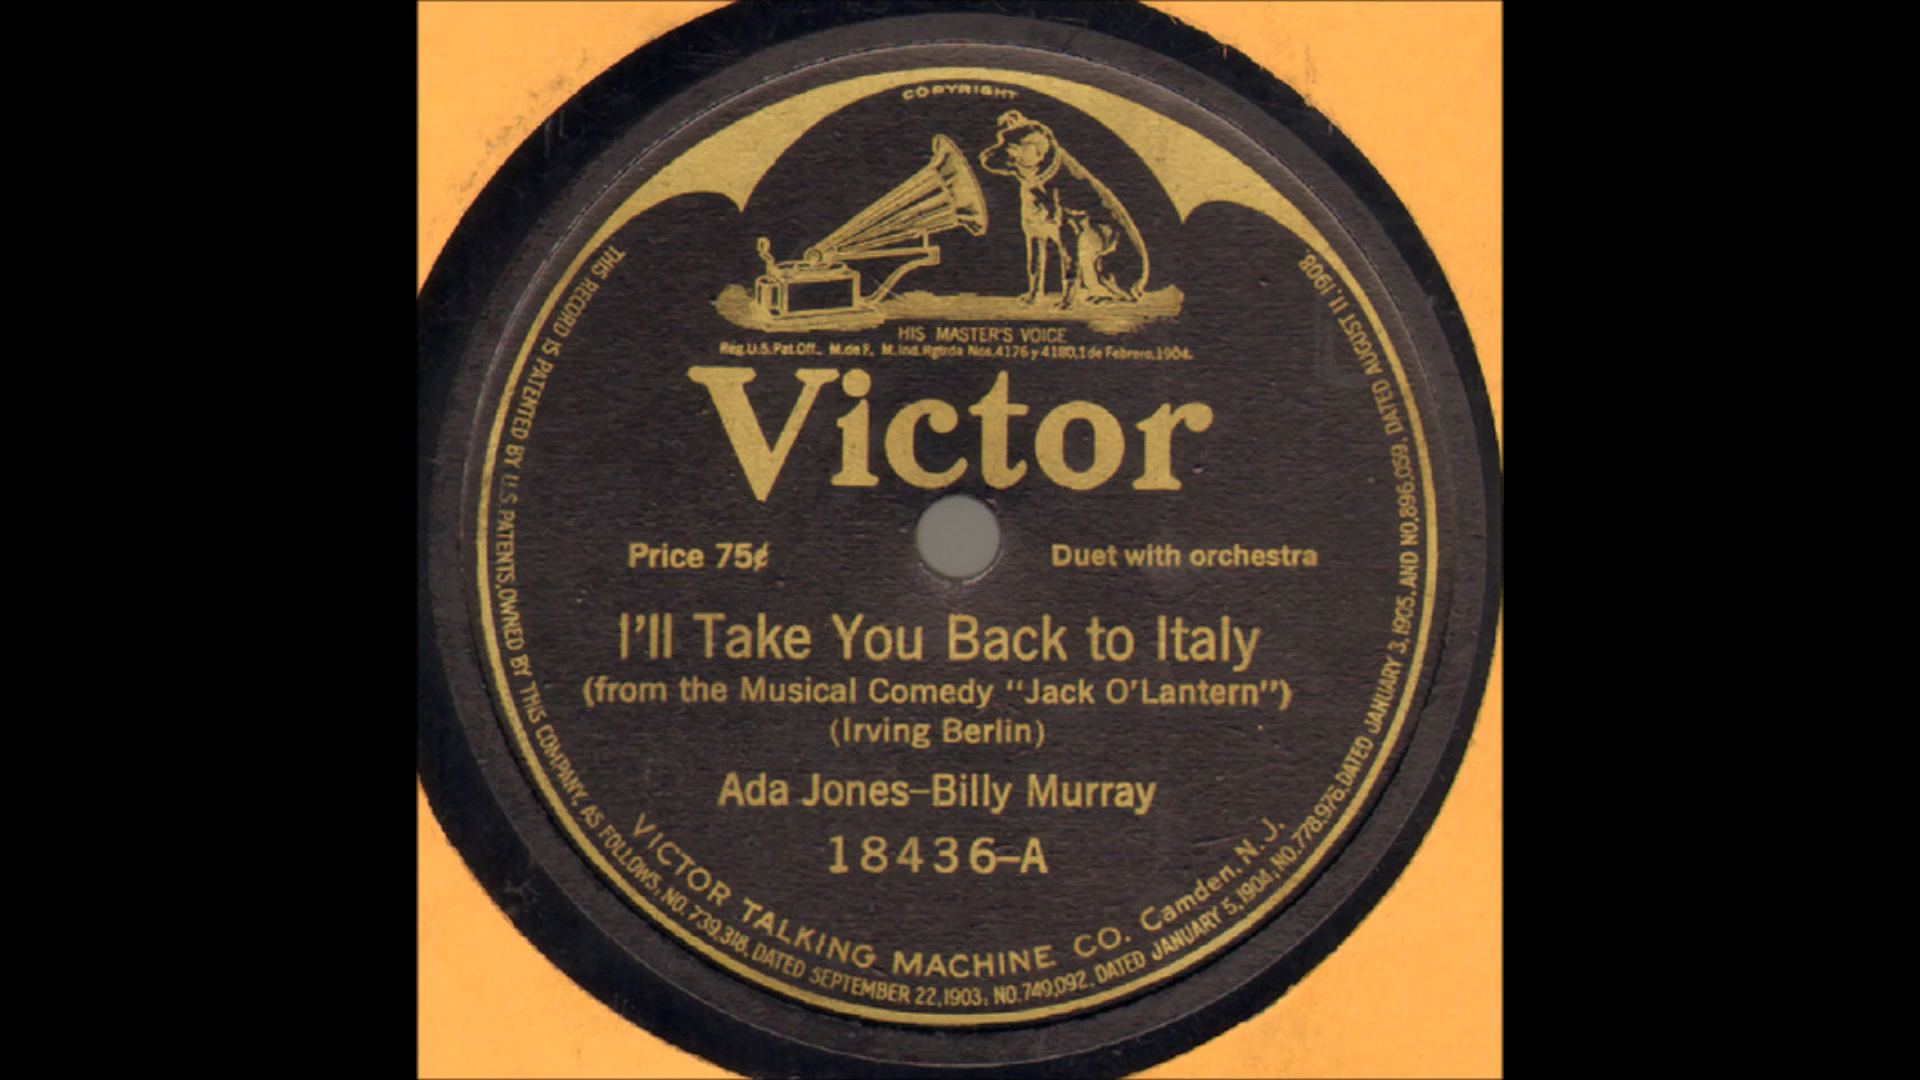 COPYRIGHT
HIS MASTER'S VOICE
Reg.U.S.Pat.Off. M.de F. M.Ind.Rgtrda Nos.4176 y 4180,1 de Febrero,1904.
Victor
Price 75¢
Duet with orchestra
I'll Take You Back to Italy
(from the Musical Comedy "Jack O'Lantern")
(Irving Berlin)
Ada Jones–Billy Murray
18436–A
VICTOR TALKING MACHINE CO. Camden, N.J.
THIS RECORD IS PATENTED BY U.S. PATENTS, OWNED BY THIS COMPANY, AS FOLLOWS, NO. 739,318, DATED SEPTEMBER 22,1903; NO.749,092, DATED JANUARY 5,1904, NO.778,976, DATED JANUARY 3,1905, AND NO.896,059, DATED AUGUST 11,1908